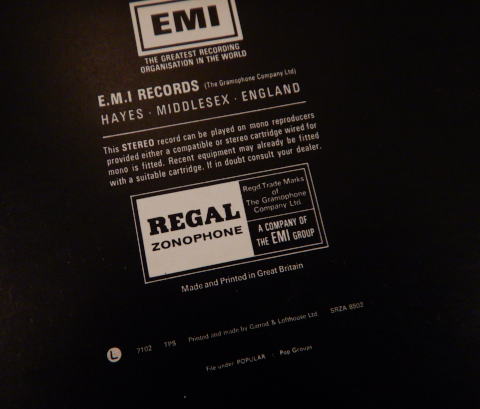 EMI
THE GREATEST RECORDING
ORGANISATION IN THE WORLD
E.M.I RECORDS (The Gramophone Company Ltd)
HAYES · MIDDLESEX · ENGLAND
This STEREO record can be played on mono reproducers
provided either a compatible or stereo cartridge wired for
mono is fitted. Recent equipment may already be fitted
with a suitable cartridge. If in doubt consult your dealer.
REGAL
ZONOPHONE
Regd. Trade Marks
of
The Gramophone
Company Ltd.
A COMPANY OF
THE EMI GROUP
Made and Printed in Great Britain
L 7102 TPS Printed and made by Garrod & Lofthouse Ltd. SRZA 8502
File under POPULAR : Pop Groups